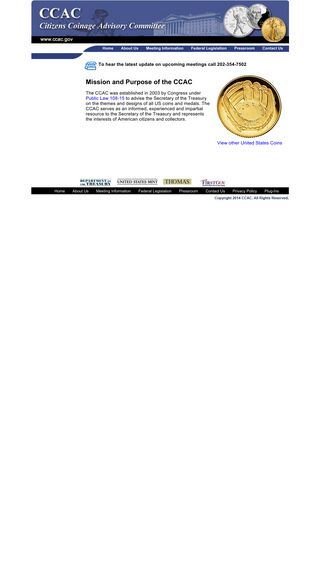 CCAC
Citizens Coinage Advisory Committee
www.ccac.gov
Home About Us Meeting Information Federal Legislation Pressroom Contact Us
To hear the latest update on upcoming meetings call 202-354-7502
Mission and Purpose of the CCAC
The CCAC was established in 2003 by Congress under
Public Law 108-15 to advise the Secretary of the Treasury
on the themes and designs of all US coins and medals. The
CCAC serves as an informed, experienced and impartial
resource to the Secretary of the Treasury and represents
the interests of American citizens and collectors.
View other United States Coins
DEPARTMENT OF THE TREASURY
UNITED STATES MINT
THOMAS
FIRSTGOV
Home About Us Meeting Information Federal Legislation Pressroom Contact Us Privacy Policy Plug-Ins
Copyright 2014 CCAC. All Rights Reserved.